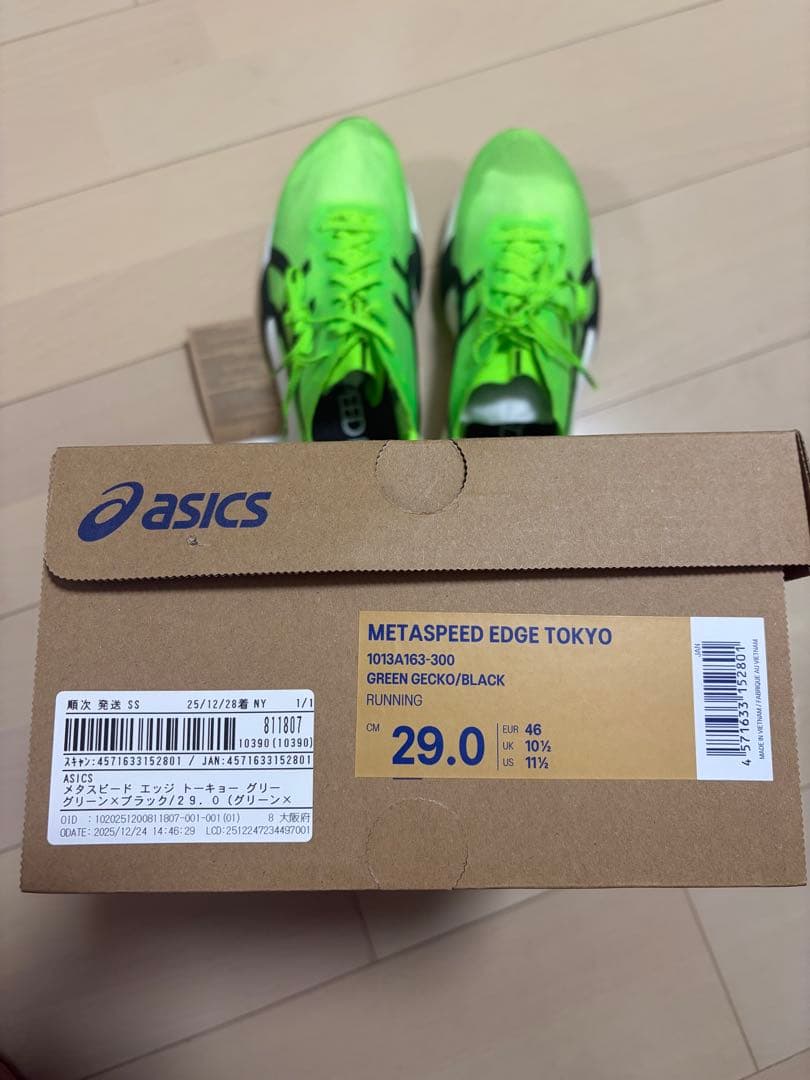 asics
METASPEED EDGE TOKYO
1013A163-300
GREEN GECKO/BLACK
RUNNING
CM 29.0
EUR 46
UK 10½
US 11½
JAN
4 571633 152801
MADE IN VIETNAM / FABRIQUÉ AU VIETNAM
順次 発送 SS 25/12/28着 NY 1/1
811807
10390(10390)
ｽｷｬﾝ:4571633152801 / JAN:4571633152801
ASICS
メタスピード エッジ トーキョー グリー
グリーン×ブラック/29.0(グリーン×
OID :1020251200811807-001-001(01) 8 大阪府
ODATE: 2025/12/24 14:46:29 LCD:2512247234497001